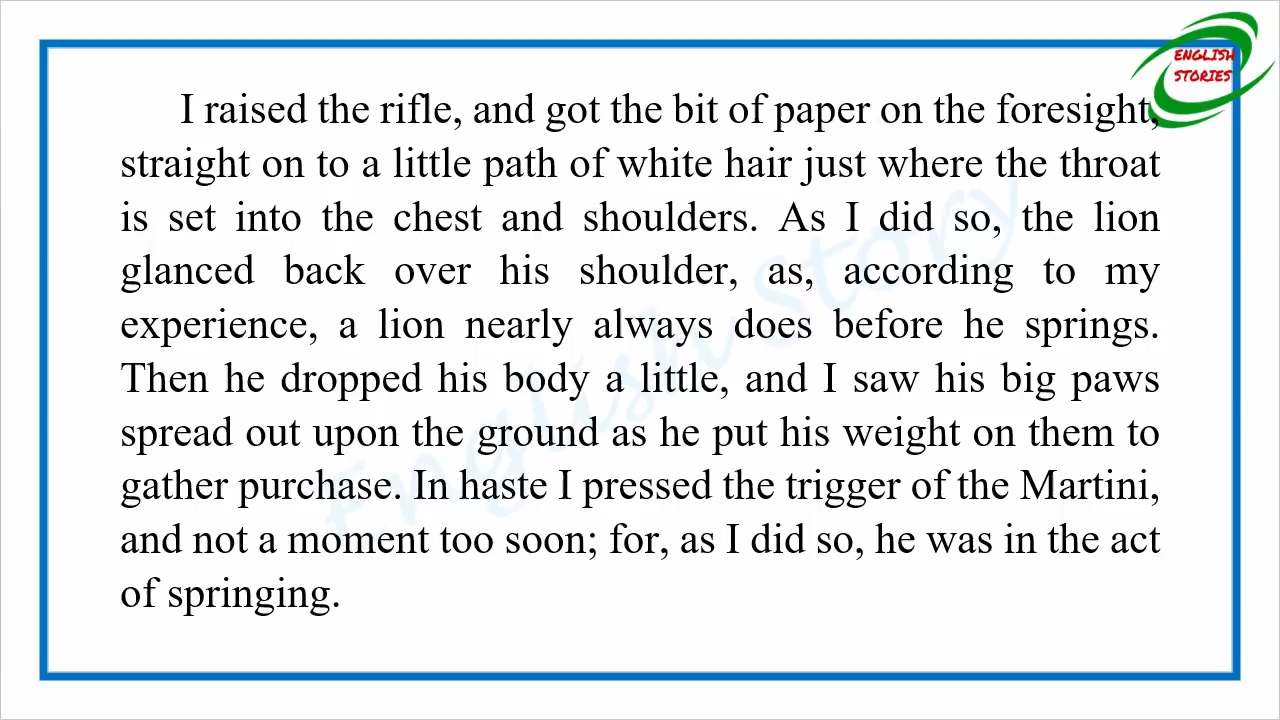 ENGLISH
STORIES
I raised the rifle, and got the bit of paper on the foresight,
straight on to a little path of white hair just where the throat
is set into the chest and shoulders. As I did so, the lion
glanced back over his shoulder, as, according to my
experience, a lion nearly always does before he springs.
Then he dropped his body a little, and I saw his big paws
spread out upon the ground as he put his weight on them to
gather purchase. In haste I pressed the trigger of the Martini,
and not a moment too soon; for, as I did so, he was in the act
of springing.
English Story